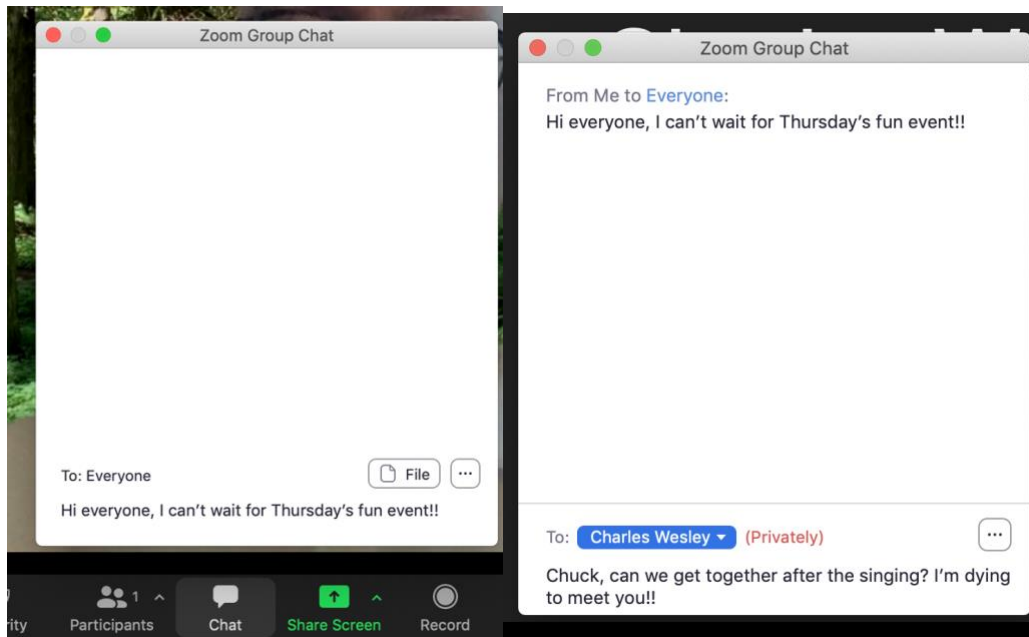 Zoom Group Chat
To: Everyone
File
Hi everyone, I can't wait for Thursday's fun event!!
rity
1
Participants
Chat
Share Screen
Record
Zoom Group Chat
From Me to Everyone:
Hi everyone, I can't wait for Thursday's fun event!!
To: Charles Wesley (Privately)
Chuck, can we get together after the singing? I'm dying
to meet you!!